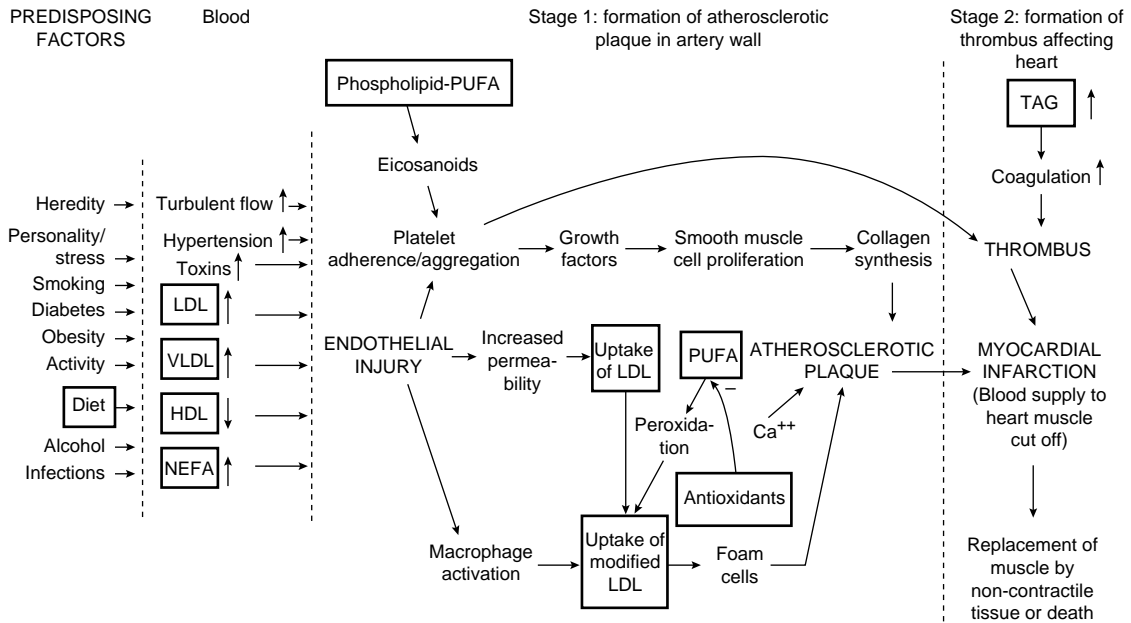 PREDISPOSING
FACTORS
Blood
Stage 1: formation of atherosclerotic
plaque in artery wall
Stage 2: formation of
thrombus affecting
heart
Phospholipid-PUFA
TAG
Eicosanoids
Coagulation
Heredity
Personality/
stress
Smoking
Diabetes
Obesity
Activity
Diet
Alcohol
Infections
Turbulent flow
Hypertension
Toxins
LDL
VLDL
HDL
NEFA
Platelet
adherence/aggregation
Growth
factors
Smooth muscle
cell proliferation
Collagen
synthesis
THROMBUS
ENDOTHELIAL
INJURY
Increased
permea-
bility
Uptake
of LDL
PUFA
–
ATHEROSCLEROTIC
PLAQUE
MYOCARDIAL
INFARCTION
(Blood supply to
heart muscle
cut off)
Peroxida-
tion
Ca++
Antioxidants
Macrophage
activation
Uptake of
modified
LDL
Foam
cells
Replacement of
muscle by
non-contractile
tissue or death